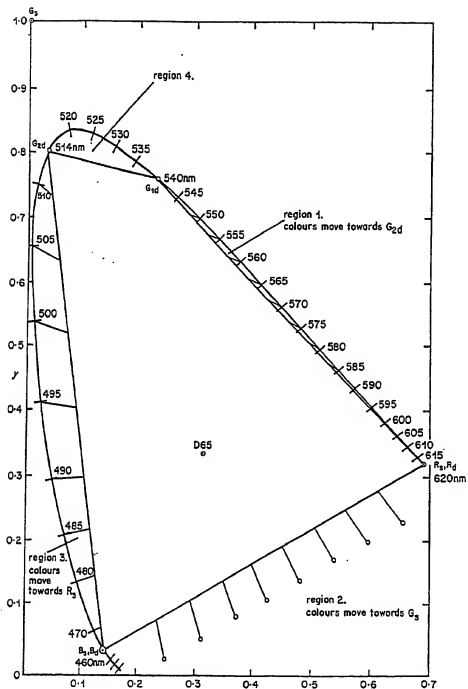 Gs
1·0
region 4.
0·9
520
525
530
G2d
514nm
535
0·8
G1d
540nm
510
545
0·7
550
region 1.
colours move towards G2d
505
555
560
0·6
565
500
570
575
y
0·5
580
585
495
590
0·4
595
600
D65
605
610
615
Rs,Rd
490
620nm
0·3
485
0·2
region 3.
colours
move
towards Rs
480
region 2.
colours move towards Gs
0·1
470
Bs,Bd
460nm
0
0·1
0·2
0·3
0·4
0·5
0·6
0·7